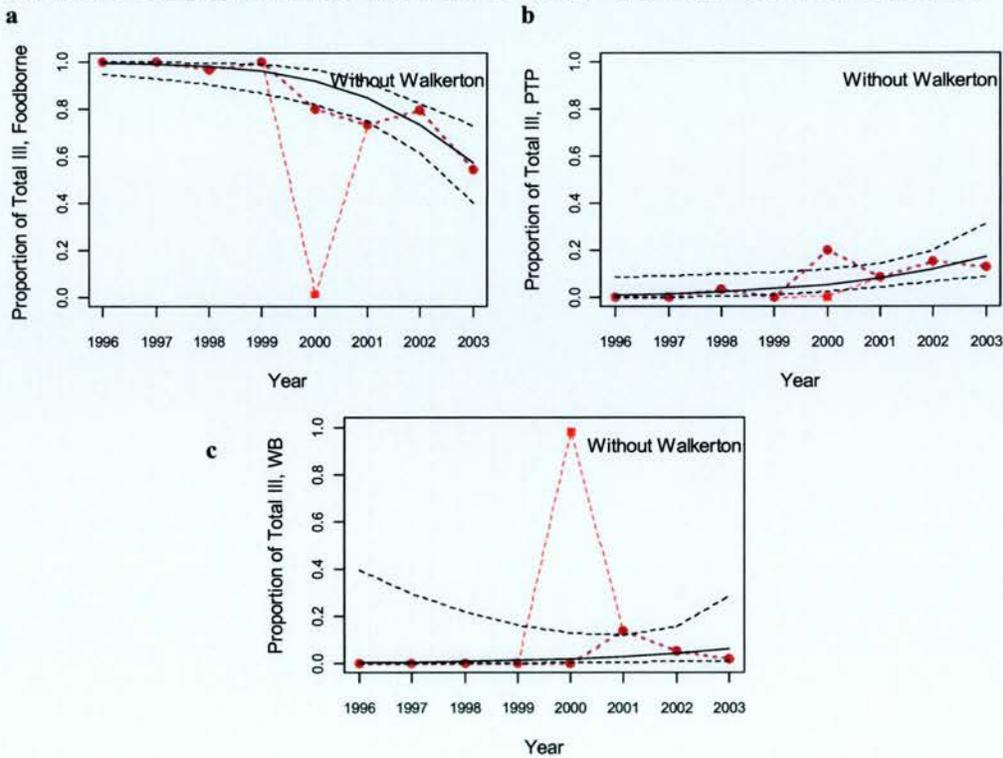 a
Proportion of Total Ill, Foodborne
1.0
0.8
0.6
0.4
0.2
0.0
Without Walkerton
1996 1997 1998 1999 2000 2001 2002 2003
Year
b
Proportion of Total Ill, PTP
1.0
0.8
0.6
0.4
0.2
0.0
Without Walkerton
1996 1997 1998 1999 2000 2001 2002 2003
Year
c
Proportion of Total Ill, WB
1.0
0.8
0.6
0.4
0.2
0.0
Without Walkerton
1996 1997 1998 1999 2000 2001 2002 2003
Year